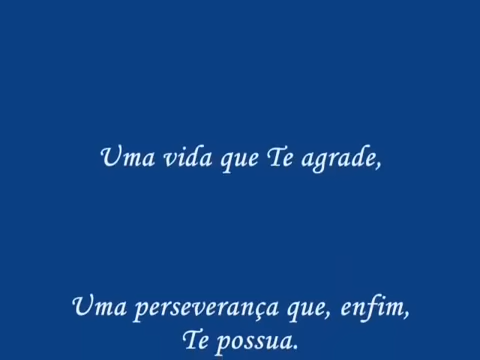 Uma vida que Te agrade,
Uma perseverança que, enfim,
Te possua.